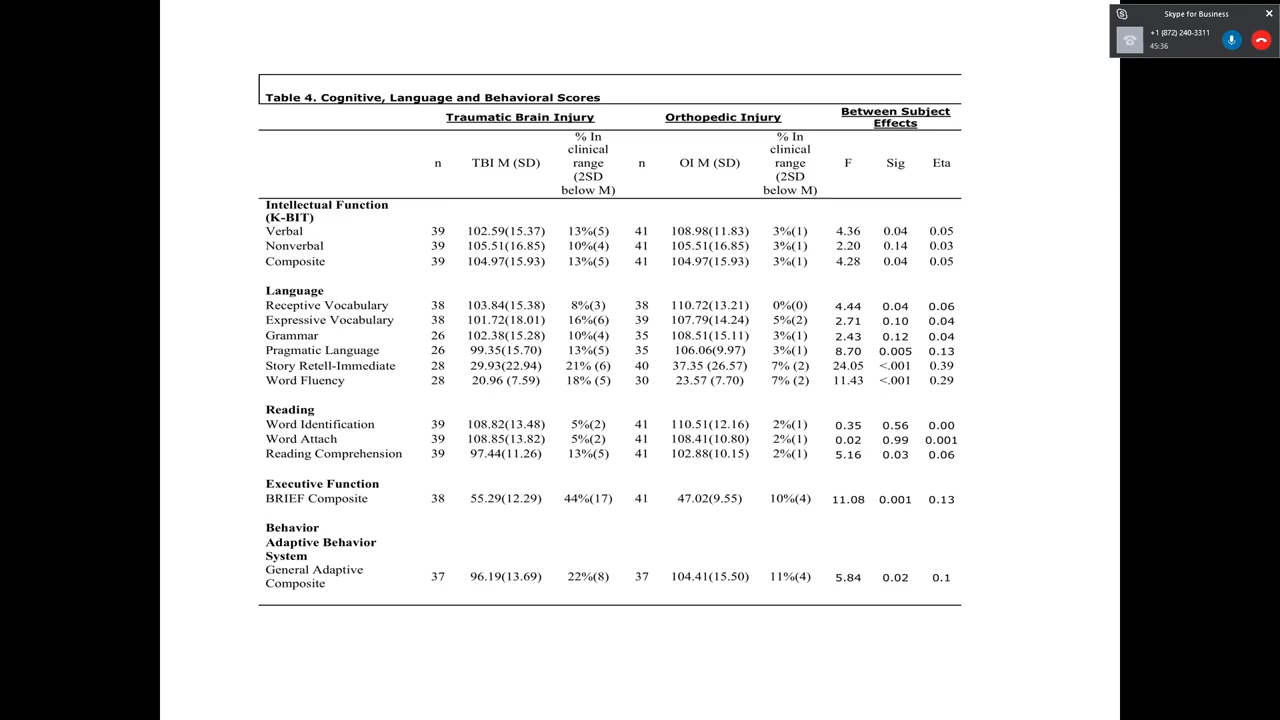 Skype for Business
+1 (872) 240-3311
45:36
Table 4. Cognitive, Language and Behavioral Scores
Traumatic Brain Injury Orthopedic Injury Between Subject Effects
n TBI M (SD) % In clinical range (2SD below M) n OI M (SD) % In clinical range (2SD below M) F Sig Eta
Intellectual Function
(K-BIT)
Verbal 39 102.59(15.37) 13%(5) 41 108.98(11.83) 3%(1) 4.36 0.04 0.05
Nonverbal 39 105.51(16.85) 10%(4) 41 105.51(16.85) 3%(1) 2.20 0.14 0.03
Composite 39 104.97(15.93) 13%(5) 41 104.97(15.93) 3%(1) 4.28 0.04 0.05
Language
Receptive Vocabulary 38 103.84(15.38) 8%(3) 38 110.72(13.21) 0%(0) 4.44 0.04 0.06
Expressive Vocabulary 38 101.72(18.01) 16%(6) 39 107.79(14.24) 5%(2) 2.71 0.10 0.04
Grammar 26 102.38(15.28) 10%(4) 35 108.51(15.11) 3%(1) 2.43 0.12 0.04
Pragmatic Language 26 99.35(15.70) 13%(5) 35 106.06(9.97) 3%(1) 8.70 0.005 0.13
Story Retell-Immediate 28 29.93(22.94) 21% (6) 40 37.35 (26.57) 7% (2) 24.05 <.001 0.39
Word Fluency 28 20.96 (7.59) 18% (5) 30 23.57 (7.70) 7% (2) 11.43 <.001 0.29
Reading
Word Identification 39 108.82(13.48) 5%(2) 41 110.51(12.16) 2%(1) 0.35 0.56 0.00
Word Attach 39 108.85(13.82) 5%(2) 41 108.41(10.80) 2%(1) 0.02 0.99 0.001
Reading Comprehension 39 97.44(11.26) 13%(5) 41 102.88(10.15) 2%(1) 5.16 0.03 0.06
Executive Function
BRIEF Composite 38 55.29(12.29) 44%(17) 41 47.02(9.55) 10%(4) 11.08 0.001 0.13
Behavior
Adaptive Behavior
System
General Adaptive
Composite 37 96.19(13.69) 22%(8) 37 104.41(15.50) 11%(4) 5.84 0.02 0.1